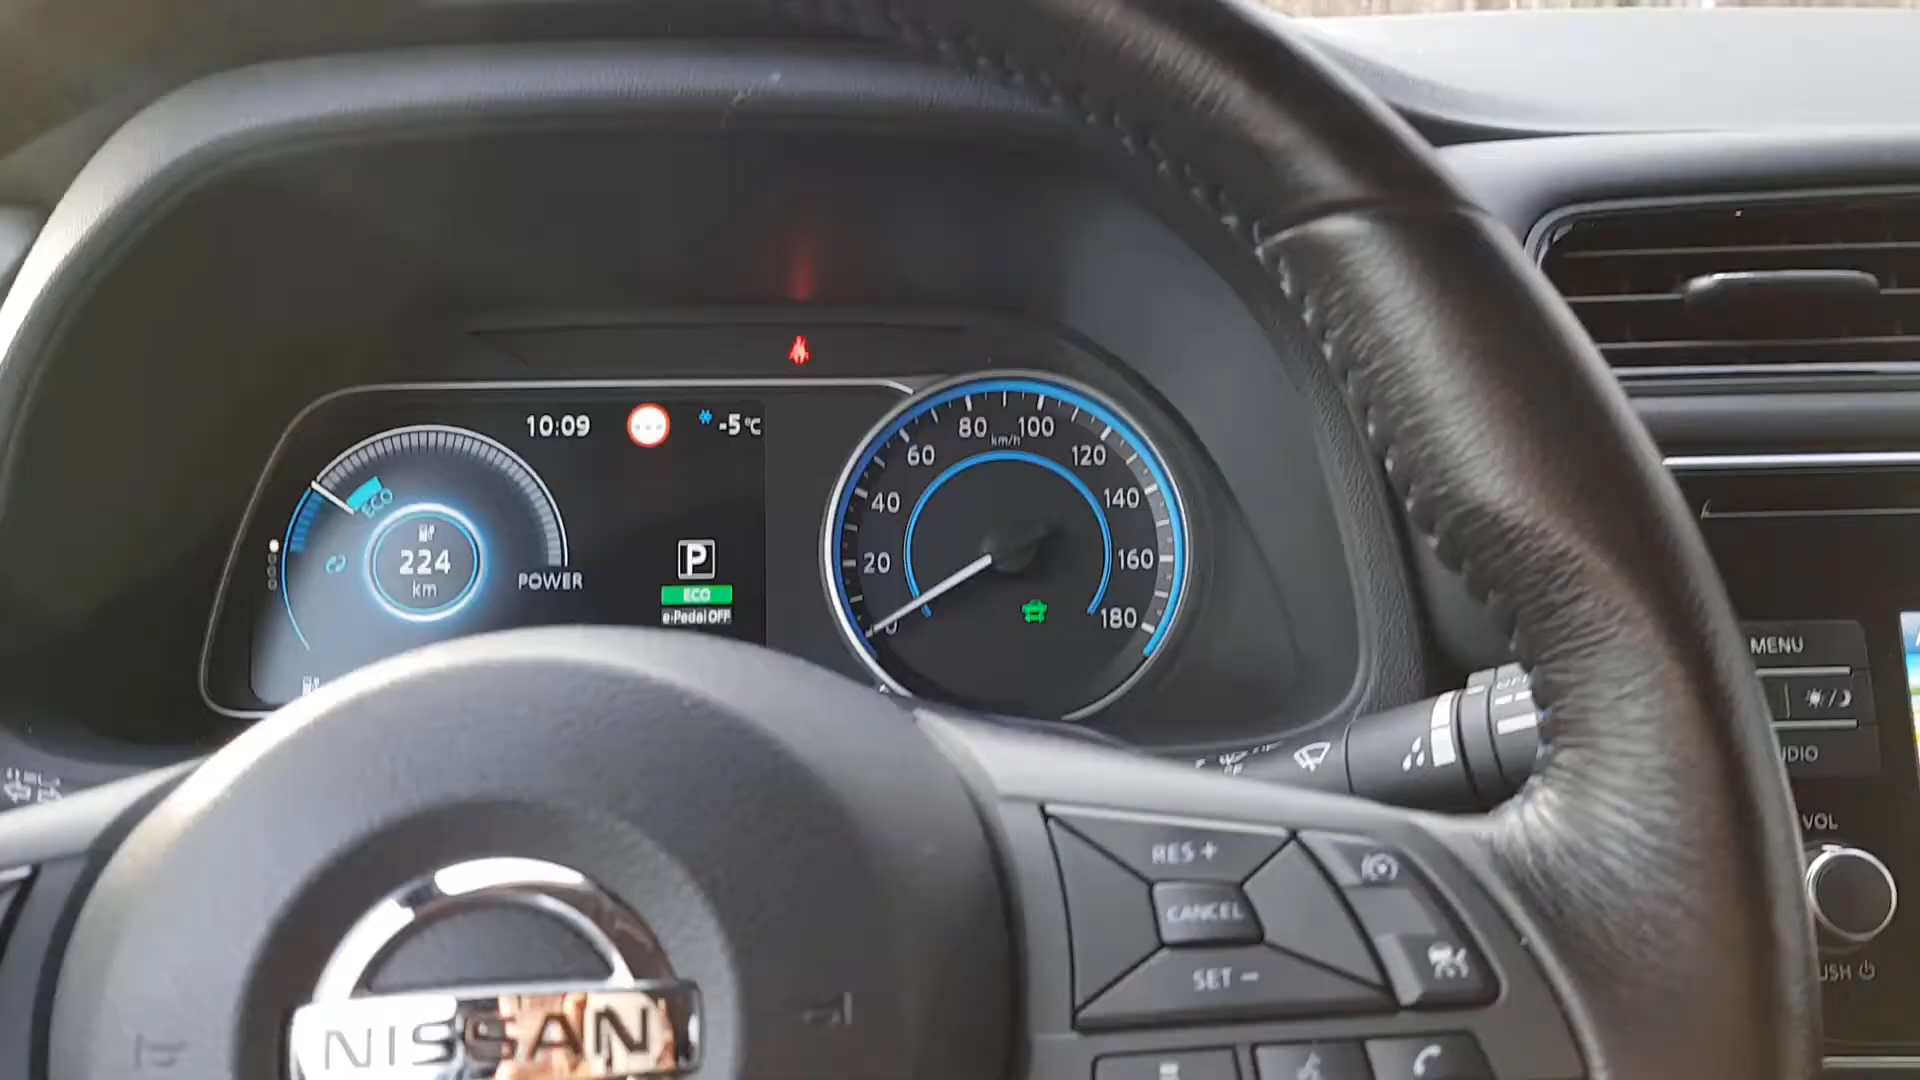 10:09
-5°C
80 100
km/h
60
120
40
140
ECO
224
km
POWER
P
ECO
e-Pedal OFF
20
160
0
180
MENU
VOL
RES +
CANCEL
SET −
NISSAN